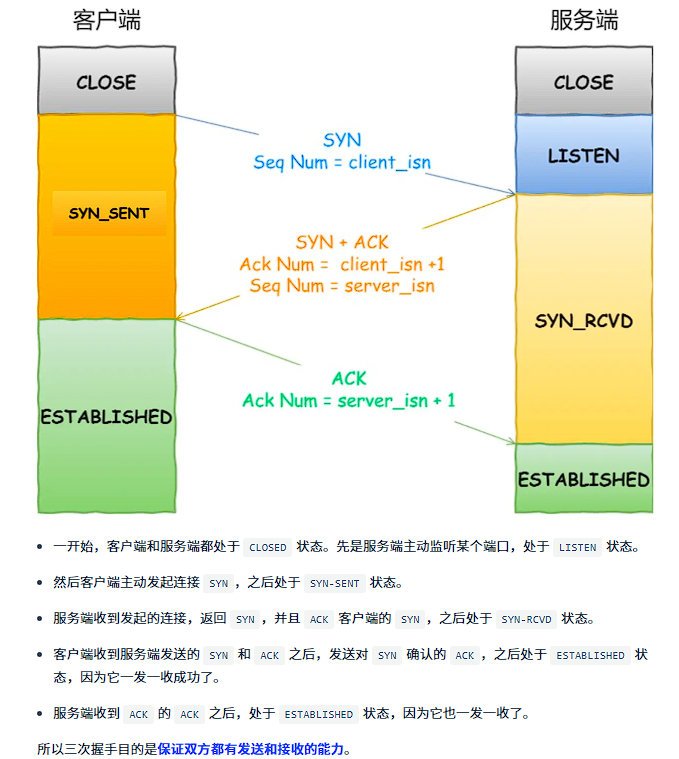 客户端
服务端
CLOSE
CLOSE
SYN
Seq Num = client_isn
LISTEN
SYN_SENT
SYN + ACK
Ack Num = client_isn +1
Seq Num = server_isn
SYN_RCVD
ACK
Ack Num = server_isn + 1
ESTABLISHED
ESTABLISHED
一开始，客户端和服务端都处于 CLOSED 状态。先是服务端主动监听某个端口，处于 LISTEN 状态。
然后客户端主动发起连接 SYN ，之后处于 SYN-SENT 状态。
服务端收到发起的连接，返回 SYN ，并且 ACK 客户端的 SYN ，之后处于 SYN-RCVD 状态。
客户端收到服务端发送的 SYN 和 ACK 之后，发送对 SYN 确认的 ACK ，之后处于 ESTABLISHED 状
态，因为它一发一收成功了。
服务端收到 ACK 的 ACK 之后，处于 ESTABLISHED 状态，因为它也一发一收了。
所以三次握手目的是保证双方都有发送和接收的能力。